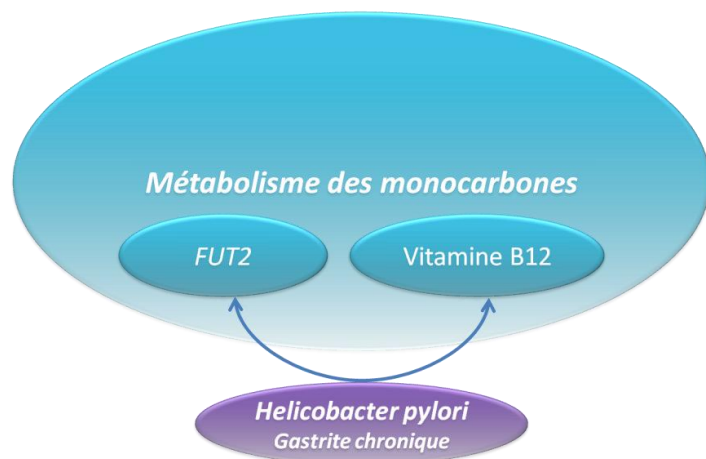 Métabolisme des monocarbones
FUT2
Vitamine B12
Helicobacter pylori
Gastrite chronique